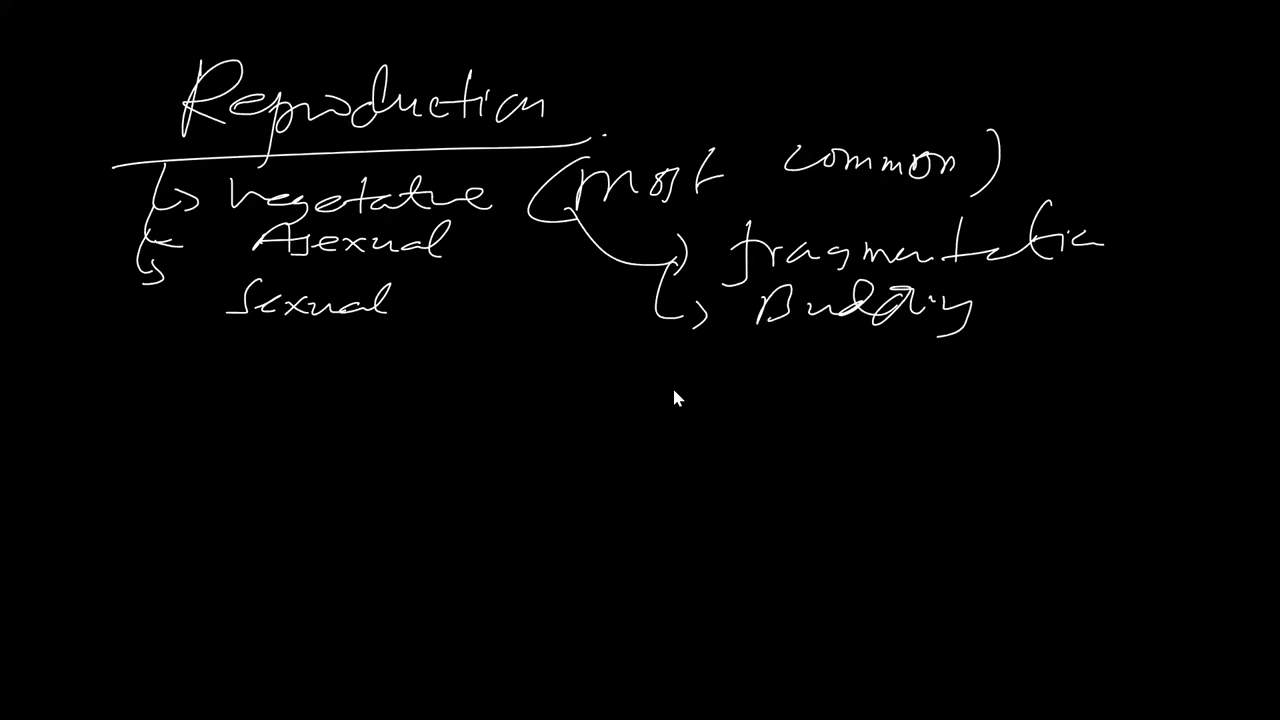 Reproduction
↳ Vegetative (most common)
↳ Asexual
↳ Sexual
↳ fragmentation
↳ Budding